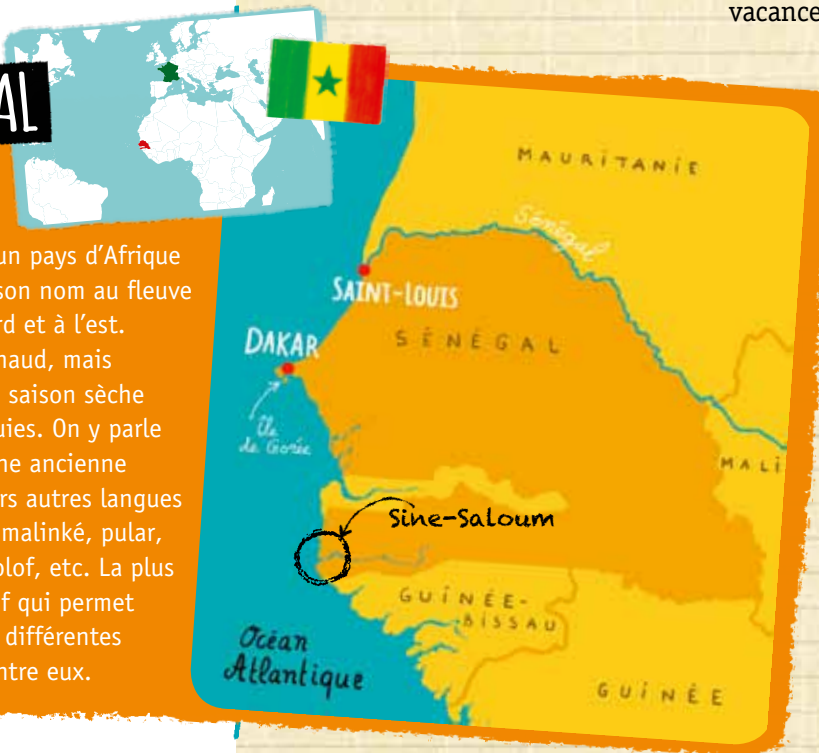 vacance
AL
un pays d’Afrique
son nom au fleuve
rd et à l’est.
haud, mais
saison sèche
uies. On y parle
ne ancienne
rs autres langues
malinké, pular,
olof, etc. La plus
f qui permet
différentes
ntre eux.
MAURITANIE
Sénégal
SAINT-LOUIS
SÉNÉGAL
DAKAR
Île
de Gorée
MALI
Sine-Saloum
GUINÉE-
BISSAU
Océan
Atlantique
GUINÉE